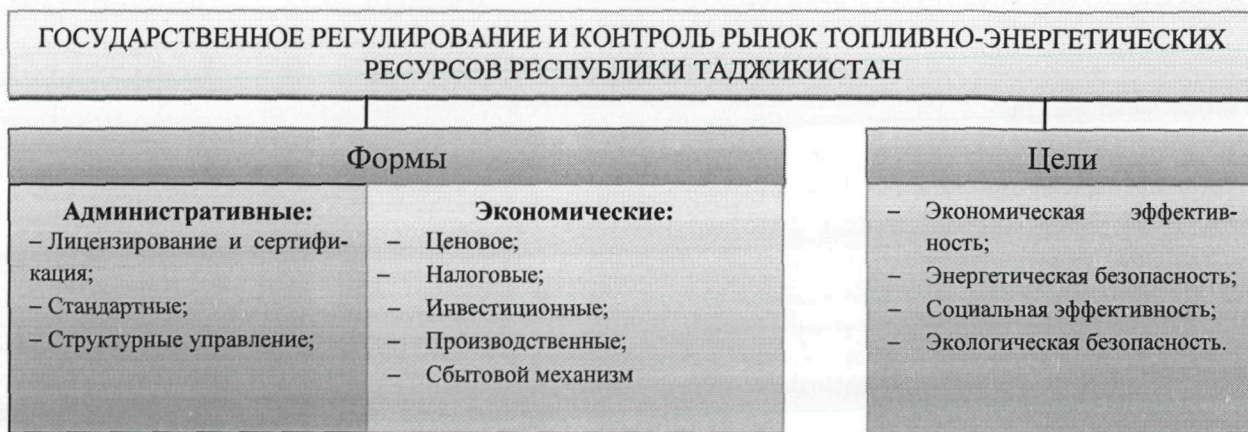 ГОСУДАРСТВЕННОЕ РЕГУЛИРОВАНИЕ И КОНТРОЛЬ РЫНОК ТОПЛИВНО-ЭНЕРГЕТИЧЕСКИХ
РЕСУРСОВ РЕСПУБЛИКИ ТАДЖИКИСТАН
Формы
Административные:
– Лицензирование и сертифи-
кация;
– Стандартные;
– Структурные управление;
Экономические:
– Ценовое;
– Налоговые;
– Инвестиционные;
– Производственные;
– Сбытовой механизм
Цели
– Экономическая эффектив-
ность;
– Энергетическая безопасность;
– Социальная эффективность;
– Экологическая безопасность.